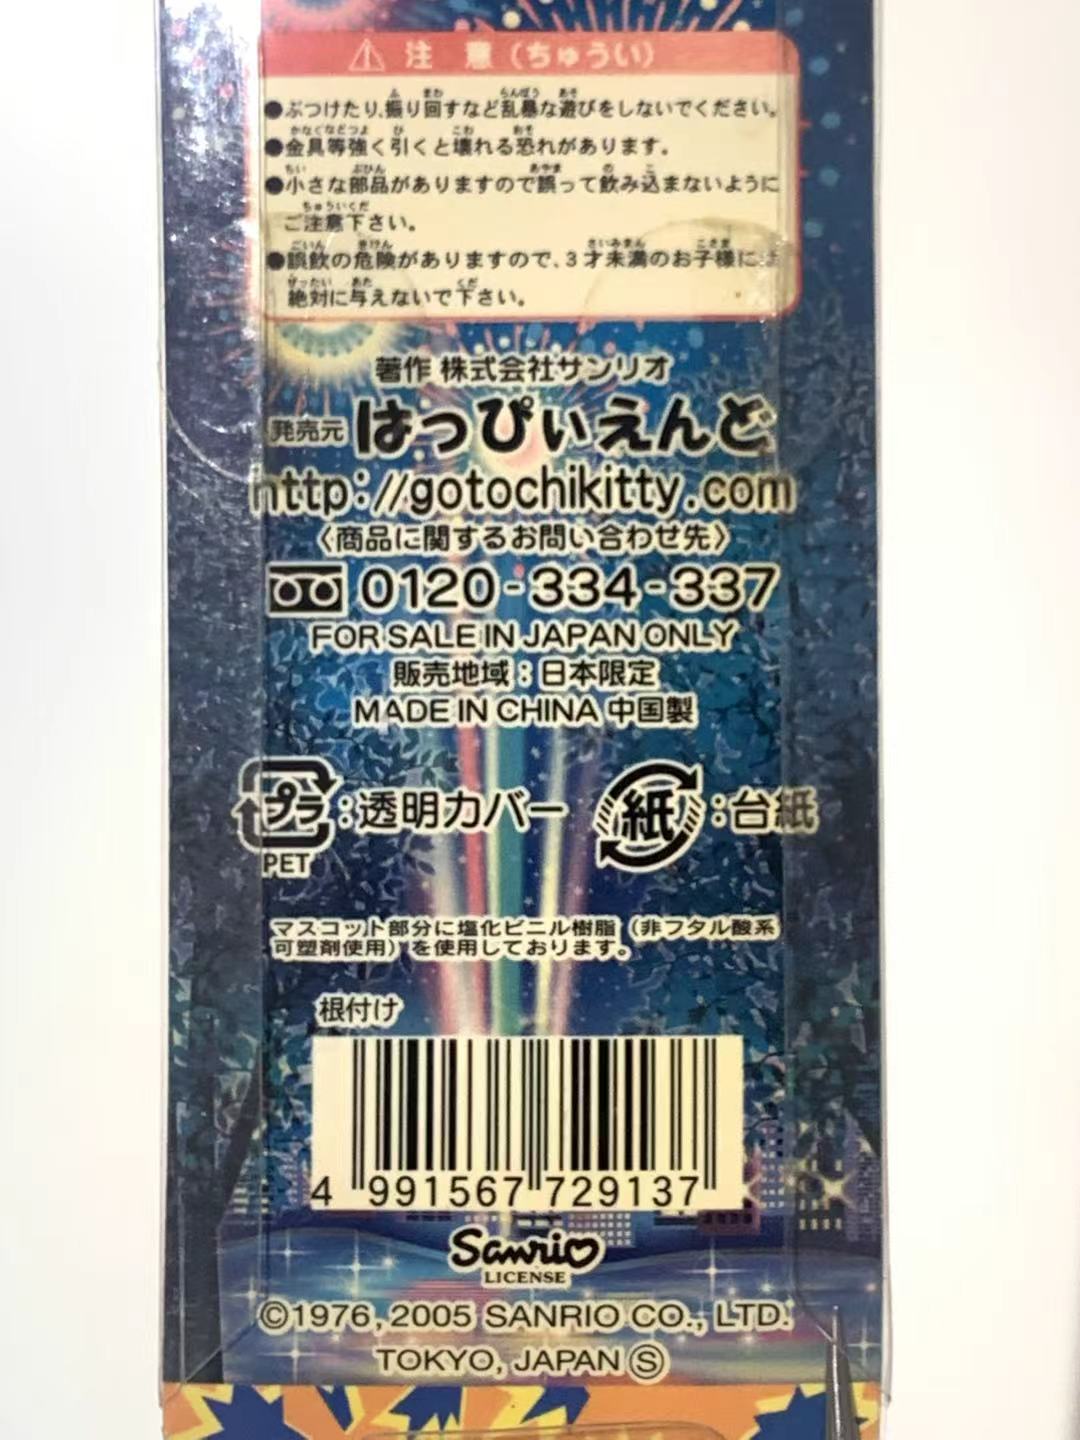 ⚠ 注 意（ちゅうい）
●ぶつけたり、振り回すなど乱暴な遊びをしないでください。
●金具等強く引くと壊れる恐れがあります。
●小さな部品がありますので誤って飲み込まないように
ご注意下さい。
●誤飲の危険がありますので、3才未満のお子様には
絶対に与えないで下さい。
著作 株式会社サンリオ
発売元 はっぴぃえんど
http://gotochikitty.com
〈商品に関するお問い合わせ先〉
0120-334-337
FOR SALE IN JAPAN ONLY
販売地域：日本限定
MADE IN CHINA 中国製
プラ：透明カバー 紙：台紙
PET
マスコット部分に塩化ビニル樹脂（非フタル酸系
可塑剤使用）を使用しております。
根付け
4 991567 729137
Sanrio
LICENSE
©1976, 2005 SANRIO CO., LTD.
TOKYO, JAPAN Ⓢ